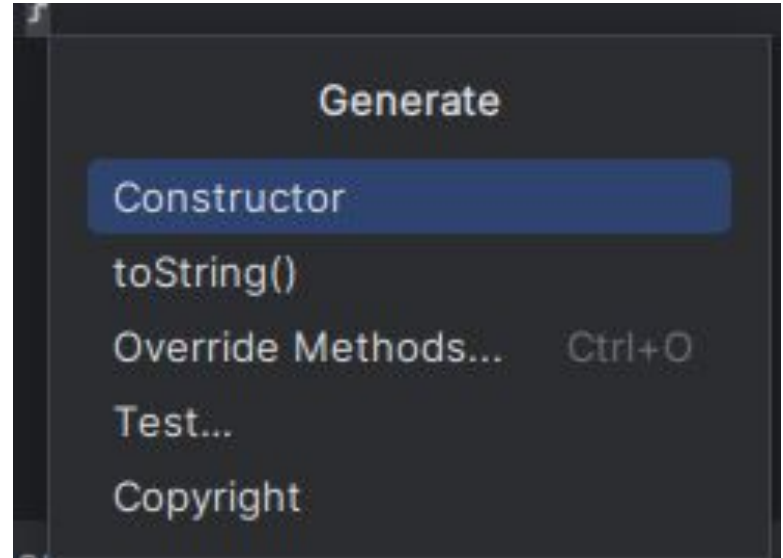 Generate
Constructor
toString()
Override Methods... Ctrl+O
Test...
Copyright